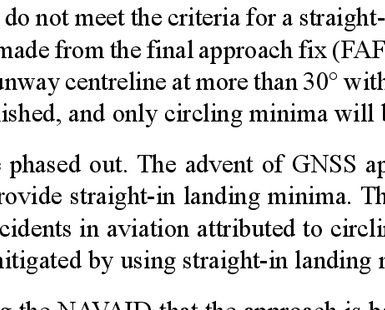 do not meet the criteria for a straight-
made from the final approach fix (FAF
unway centreline at more than 30° with
ished, and only circling minima will b
phased out. The advent of GNSS ap
rovide straight-in landing minima. Th
cidents in aviation attributed to circlin
nitigated by using straight-in landing
g the NAVAID that the approach is b